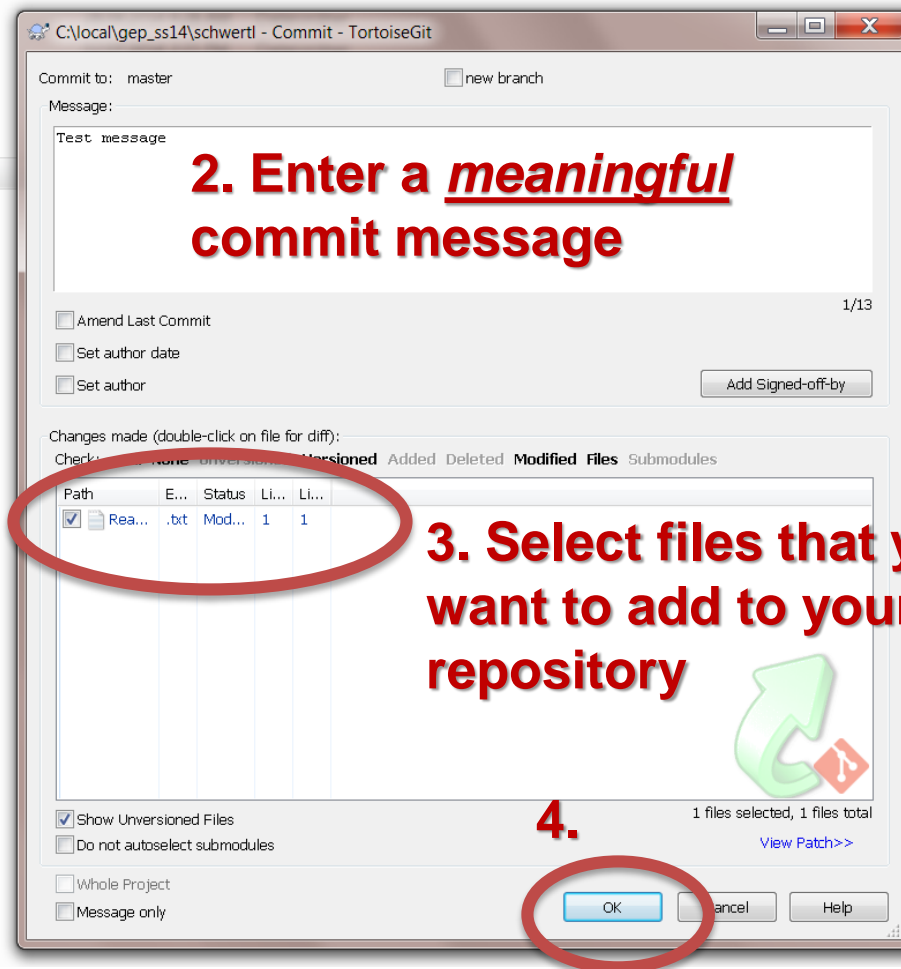 C:\local\gep_ss14\schwertl - Commit - TortoiseGit
Commit to: master new branch
Message:
Test message
2. Enter a meaningful
commit message
1/13
Amend Last Commit
Set author date
Set author Add Signed-off-by
Changes made (double-click on file for diff):
Added Deleted Modified Files Submodules
Path E... Status Li... Li...
Rea... .txt Mod... 1 1
3. Select files that
want to add to your
repository
4.
Show Unversioned Files 1 files selected, 1 files total
Do not autoselect submodules View Patch>>
Whole Project
Message only OK Cancel Help